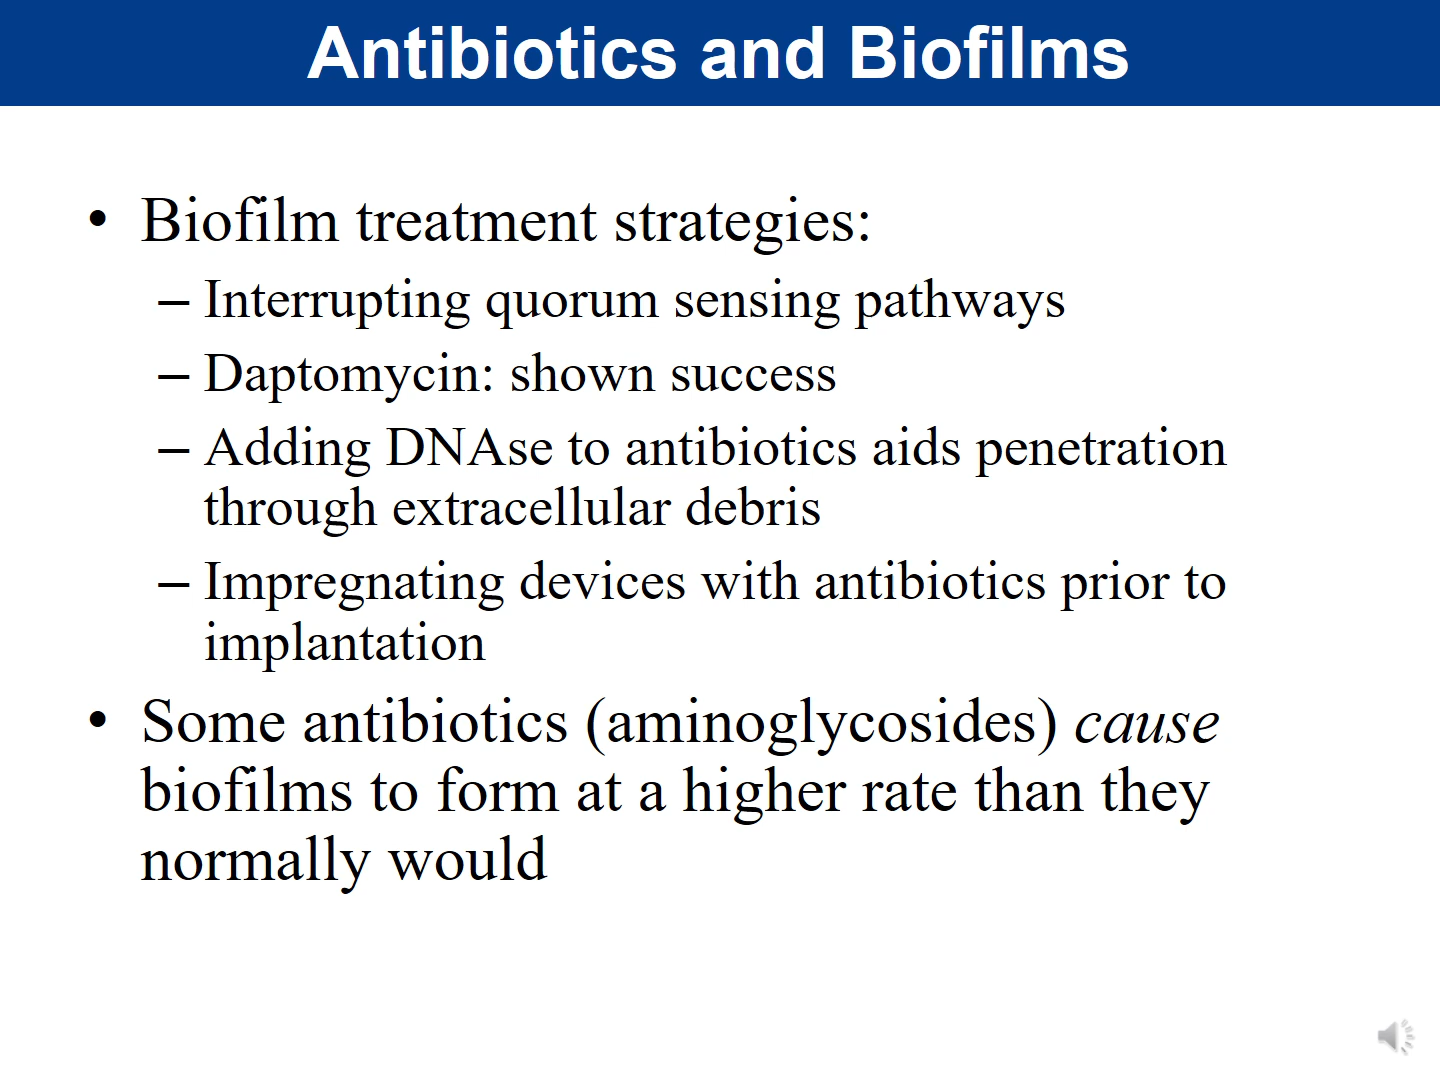 Antibiotics and Biofilms
• Biofilm treatment strategies:
– Interrupting quorum sensing pathways
– Daptomycin: shown success
– Adding DNAse to antibiotics aids penetration
through extracellular debris
– Impregnating devices with antibiotics prior to
implantation
• Some antibiotics (aminoglycosides) cause
biofilms to form at a higher rate than they
normally would